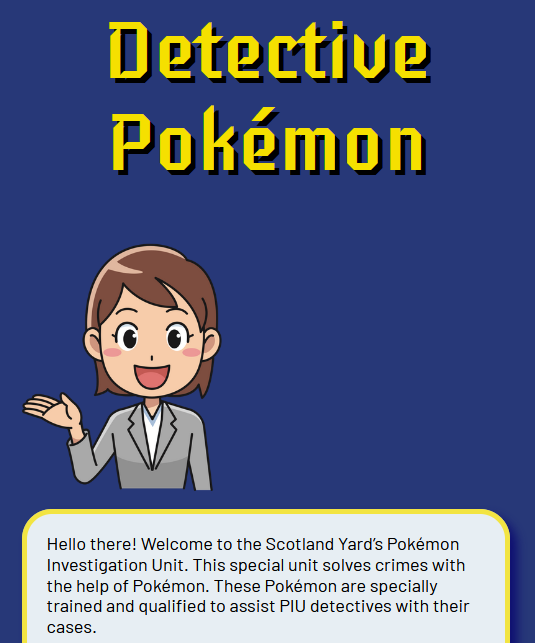 Detective
Pokémon
Hello there! Welcome to the Scotland Yard's Pokémon
Investigation Unit. This special unit solves crimes with
the help of Pokémon. These Pokémon are specially
trained and qualified to assist PIU detectives with their
cases.